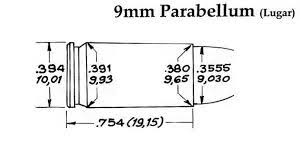 9mm Parabellum (Lugar)
.394 .391 .380 .3555
10,01 9,93 9,65 9,030
.754 (19,15)